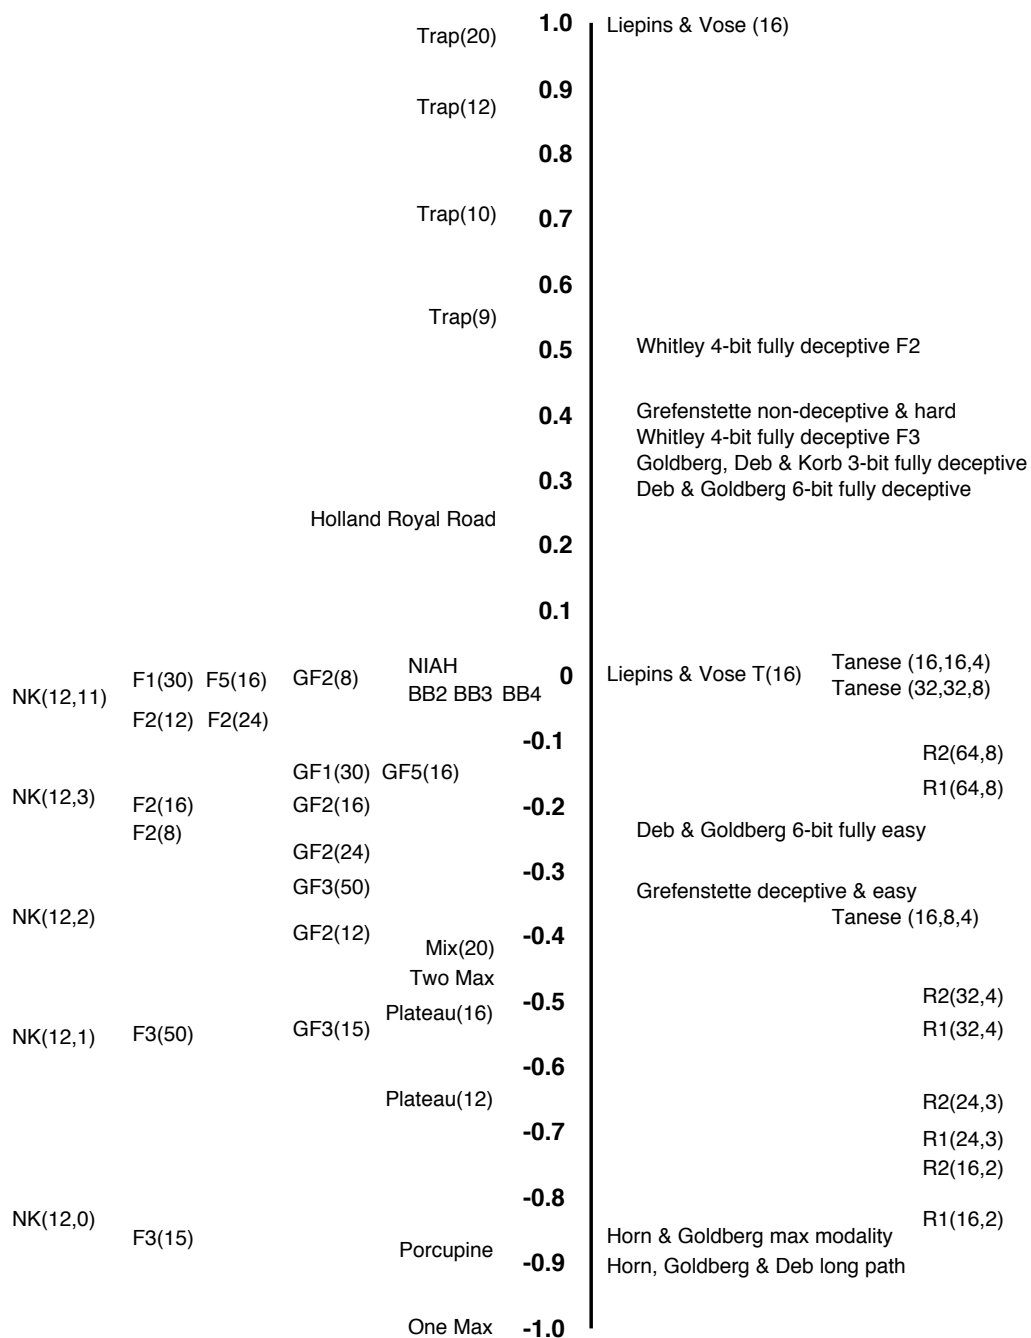 1.0 Liepins & Vose (16)
Trap(20)
0.9
Trap(12)
0.8
Trap(10) 0.7
0.6
Trap(9)
0.5 Whitley 4-bit fully deceptive F2
0.4 Grefenstette non-deceptive & hard
Whitley 4-bit fully deceptive F3
Goldberg, Deb & Korb 3-bit fully deceptive
0.3 Deb & Goldberg 6-bit fully deceptive
Holland Royal Road
0.2
0.1
NIAH Tanese (16,16,4)
F1(30) F5(16) GF2(8) 0 Liepins & Vose T(16)
NK(12,11) BB2 BB3 BB4 Tanese (32,32,8)
F2(12) F2(24)
-0.1
R2(64,8)
GF1(30) GF5(16)
R1(64,8)
NK(12,3) F2(16) GF2(16) -0.2
F2(8) Deb & Goldberg 6-bit fully easy
GF2(24)
-0.3
GF3(50) Grefenstette deceptive & easy
NK(12,2) Tanese (16,8,4)
GF2(12) -0.4
Mix(20)
Two Max
-0.5 R2(32,4)
Plateau(16)
NK(12,1) F3(50) GF3(15) R1(32,4)
-0.6
Plateau(12) R2(24,3)
-0.7 R1(24,3)
R2(16,2)
-0.8
NK(12,0) R1(16,2)
F3(15) Horn & Goldberg max modality
Porcupine -0.9 Horn, Goldberg & Deb long path
One Max -1.0